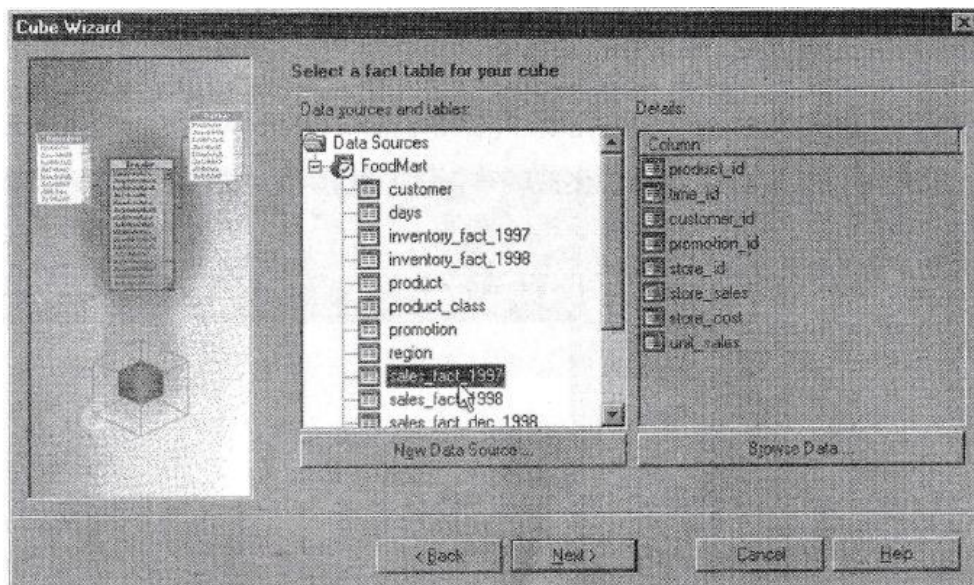 Cube Wizard
Select a fact table for your cube
Data sources and tables:
Details:
Data Sources
FoodMart
customer
days
inventory_fact_1997
inventory_fact_1998
product
product_class
promotion
region
sales_fact_1997
sales_fact_1998
sales_fact_dec_1998
New Data Source...
Column
product_id
time_id
customer_id
promotion_id
store_id
store_sales
store_cost
unit_sales
Browse Data...
< Back
Next >
Cancel
Help